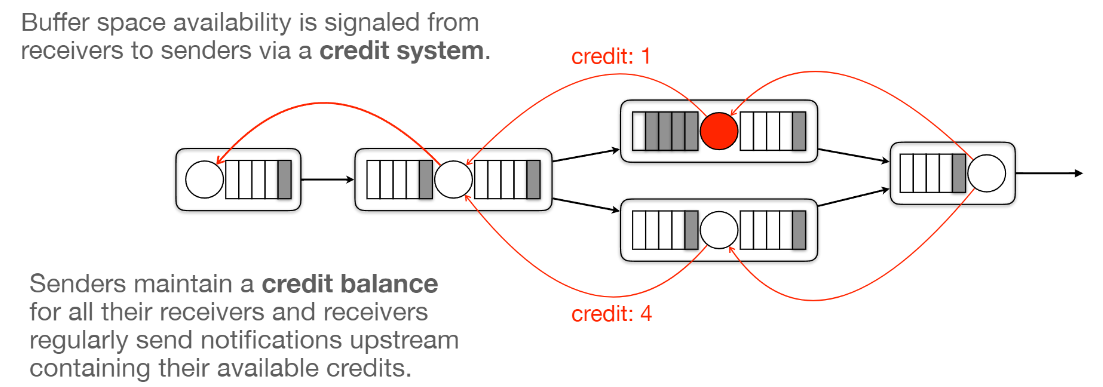 Buffer space availability is signaled from
receivers to senders via a credit system.
credit: 1
credit: 4
Senders maintain a credit balance
for all their receivers and receivers
regularly send notifications upstream
containing their available credits.